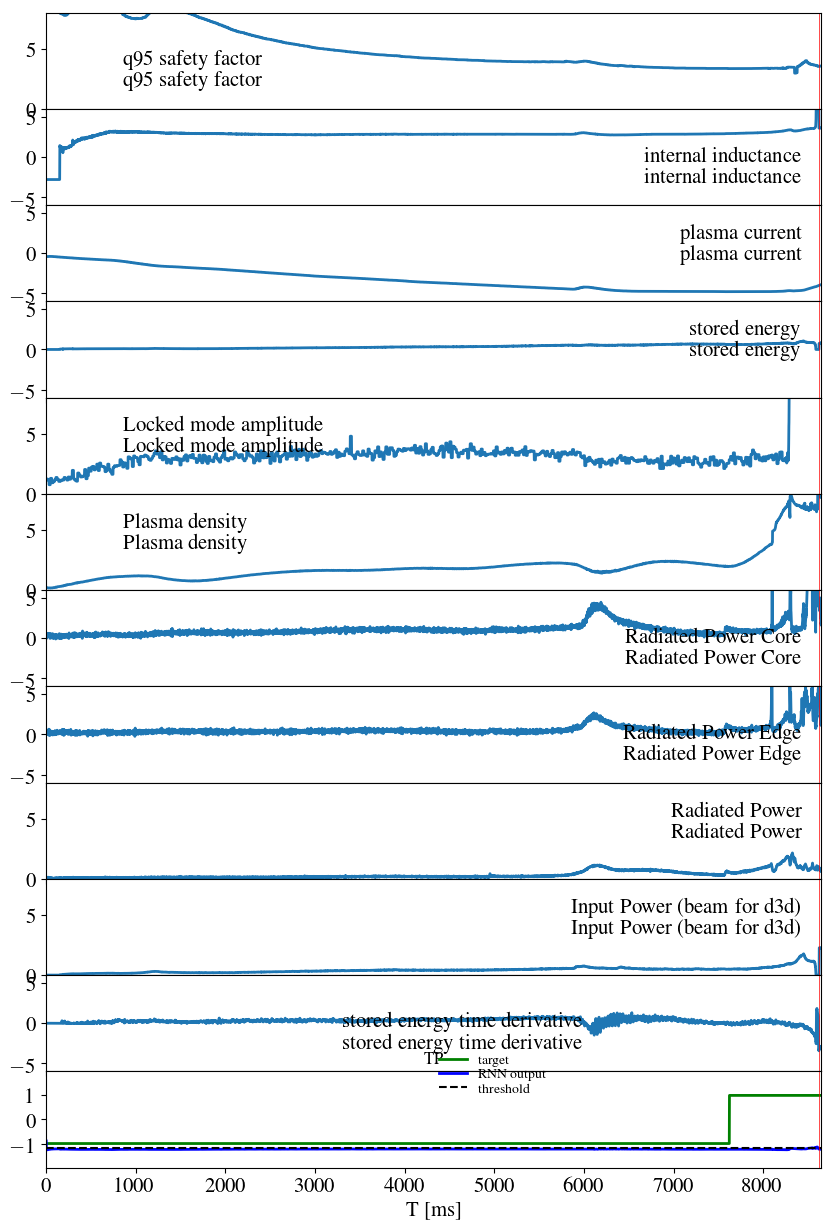 5
q95 safety factor
q95 safety factor
0
5
0
internal inductance
internal inductance
−5
5
plasma current
0
plasma current
−5
5
stored energy
0
stored energy
−5
Locked mode amplitude
5
Locked mode amplitude
0
Plasma density
5
Plasma density
0
5
0
Radiated Power Core
Radiated Power Core
−5
5
0
Radiated Power Edge
Radiated Power Edge
−5
Radiated Power
5
Radiated Power
0
Input Power (beam for d3d)
5
Input Power (beam for d3d)
0
5
0
stored energy time derivative
stored energy time derivative
−5
TP
target
RNN output
threshold
1
0
−1
0 1000 2000 3000 4000 5000 6000 7000 8000
T [ms]